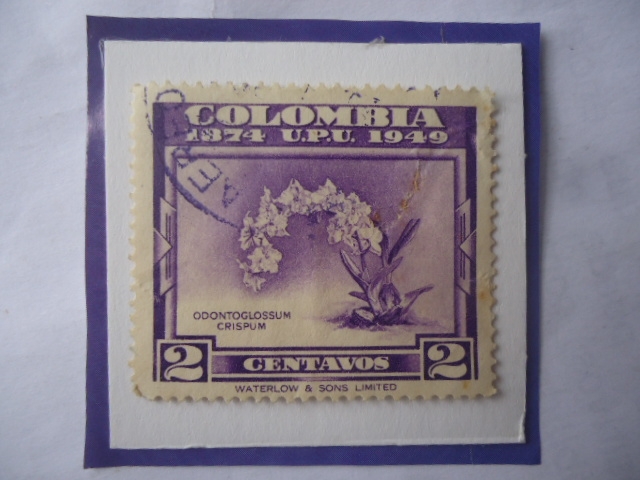 COLOMBIA
1874 U.P.U. 1949
ODONTOGLOSSUM
CRISPUM
2 CENTAVOS 2
WATERLOW & SONS LIMITED